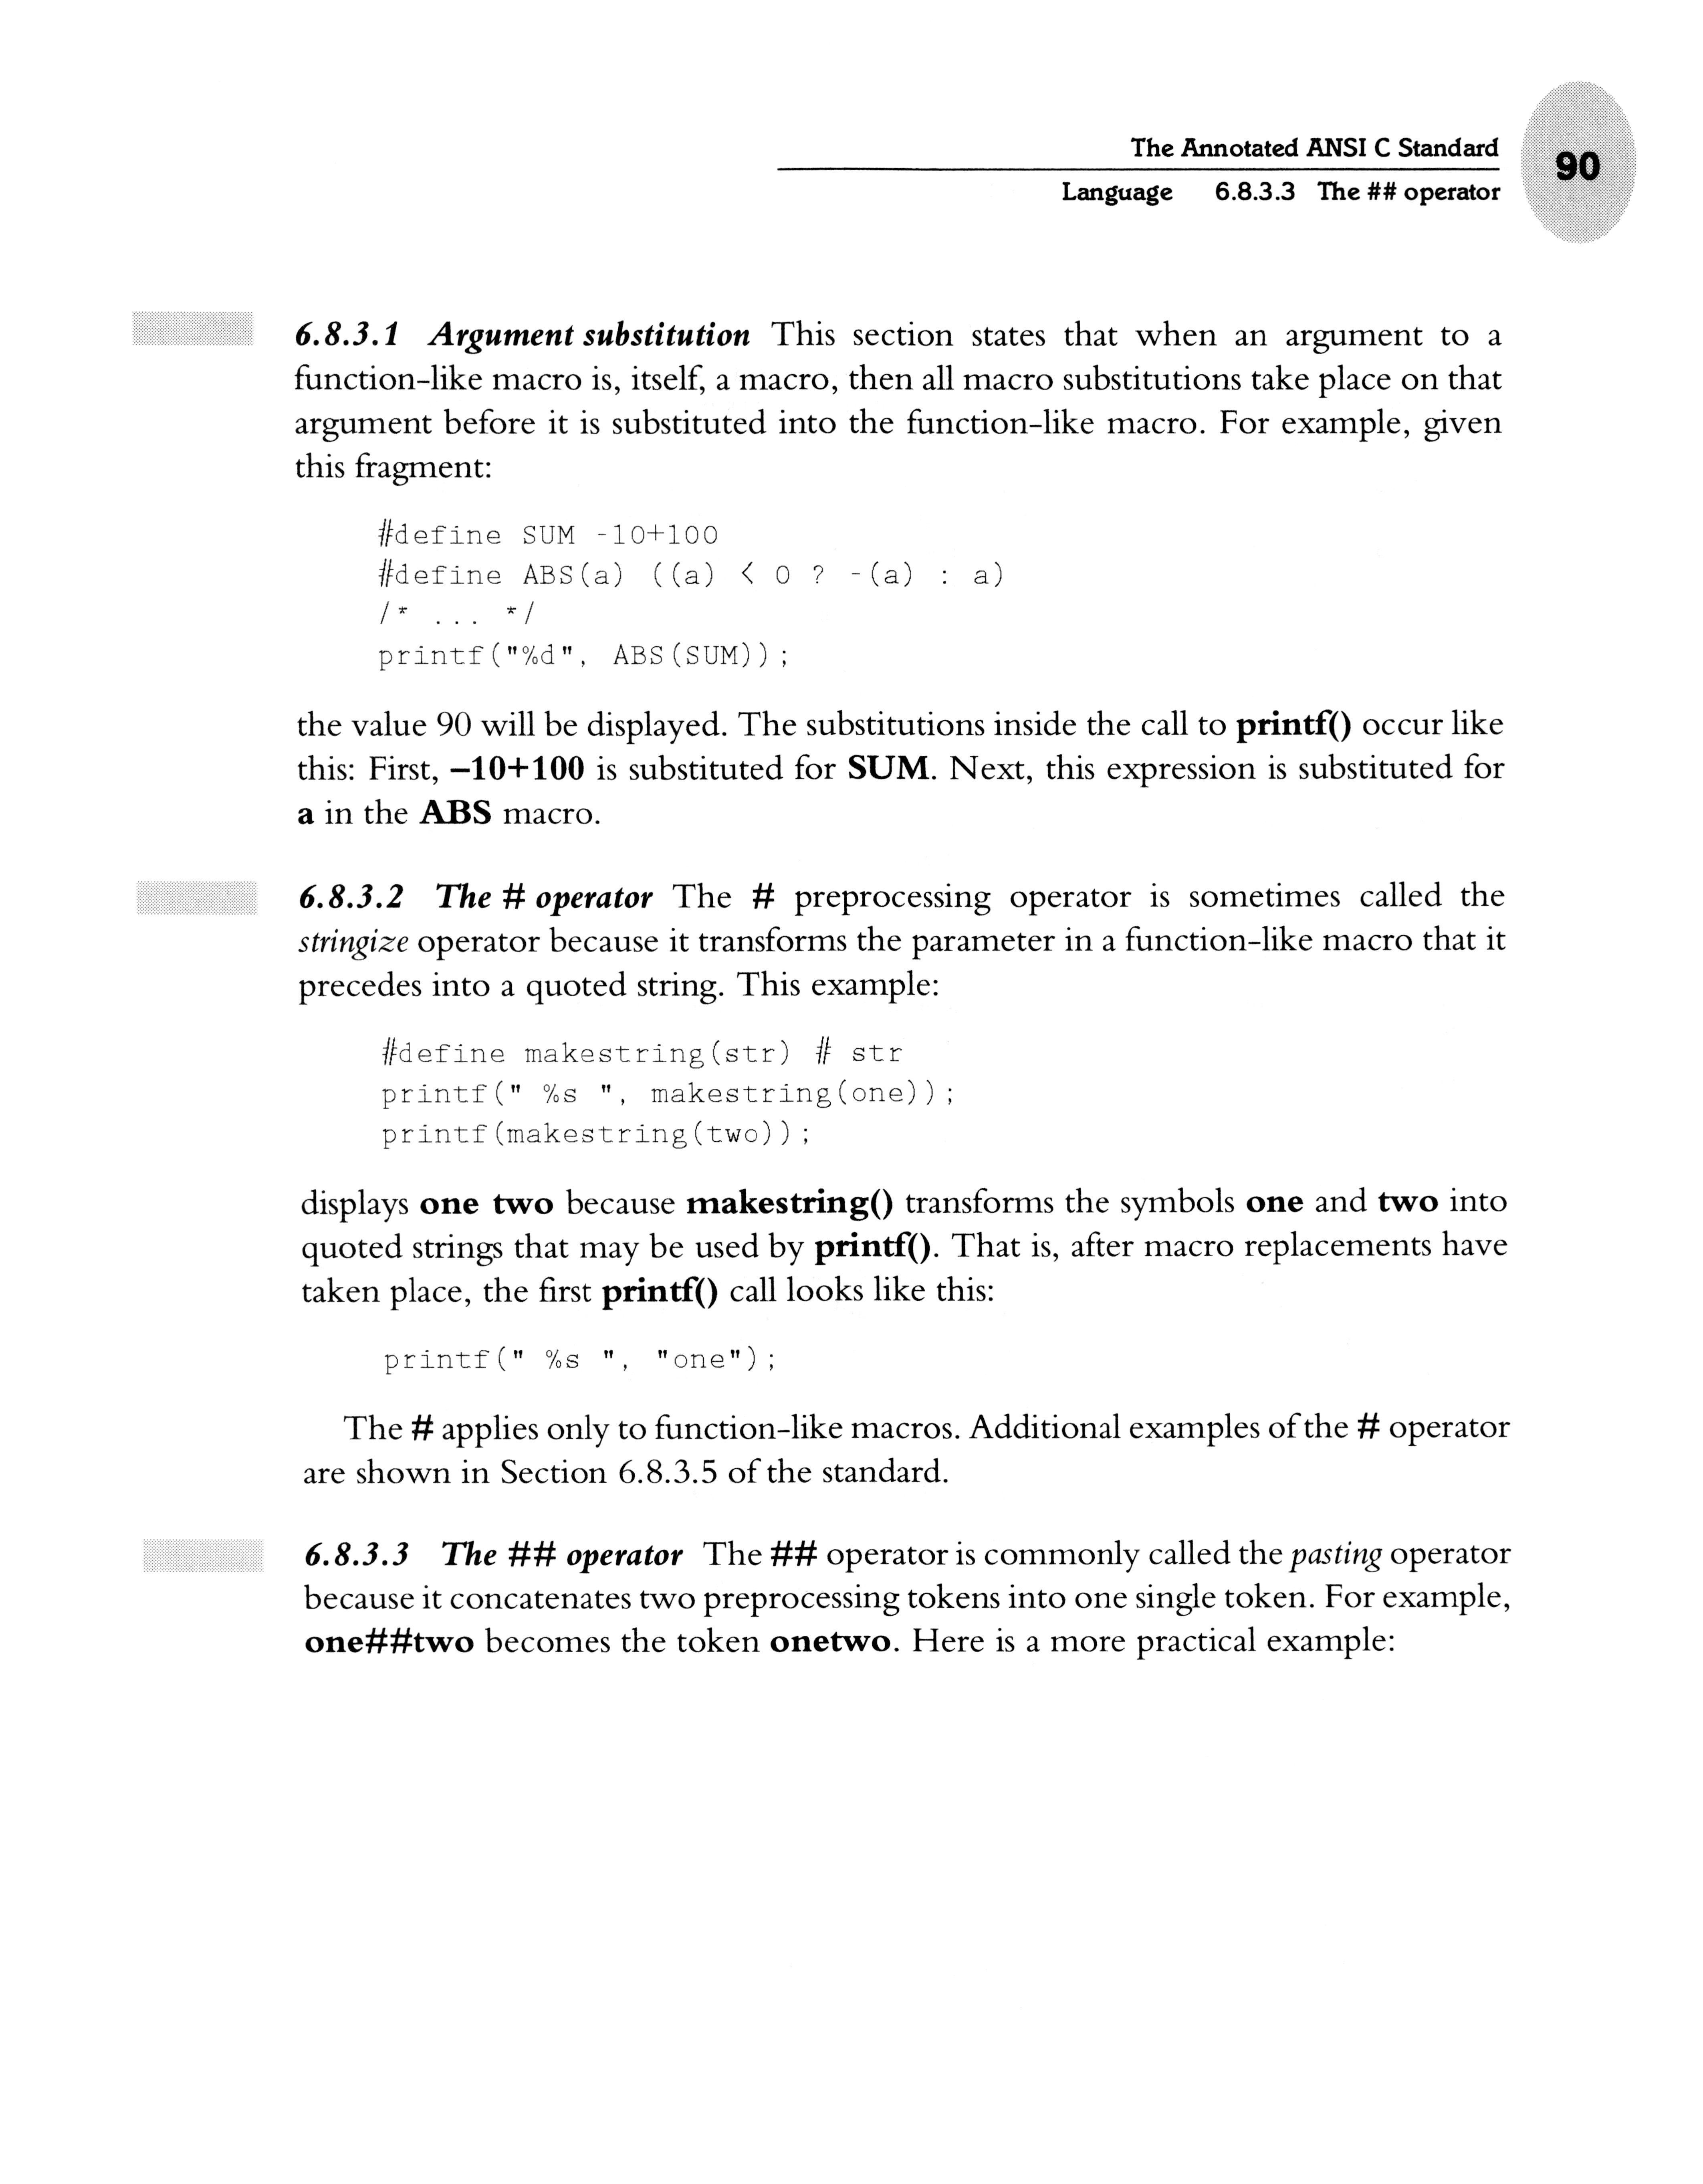 The Annotated ANSI C Standard
90
Language 6.8.3.3 The ## operator
6.8.3.1 Argument substitution This section states that when an argument to a
function-like macro is, itself, a macro, then all macro substitutions take place on that
argument before it is substituted into the function-like macro. For example, given
this fragment:
#define SUM -10+100
#define ABS(a) ((a) < 0 ? -(a) : a)
/* ... */
printf("%d", ABS(SUM));
the value 90 will be displayed. The substitutions inside the call to printf() occur like
this: First, –10+100 is substituted for SUM. Next, this expression is substituted for
a in the ABS macro.
6.8.3.2 The # operator The # preprocessing operator is sometimes called the
stringize operator because it transforms the parameter in a function-like macro that it
precedes into a quoted string. This example:
#define makestring(str) # str
printf(" %s ", makestring(one));
printf(makestring(two));
displays one two because makestring() transforms the symbols one and two into
quoted strings that may be used by printf(). That is, after macro replacements have
taken place, the first printf() call looks like this:
printf(" %s ", "one");
The # applies only to function-like macros. Additional examples of the # operator
are shown in Section 6.8.3.5 of the standard.
6.8.3.3 The ## operator The ## operator is commonly called the pasting operator
because it concatenates two preprocessing tokens into one single token. For example,
one##two becomes the token onetwo. Here is a more practical example: